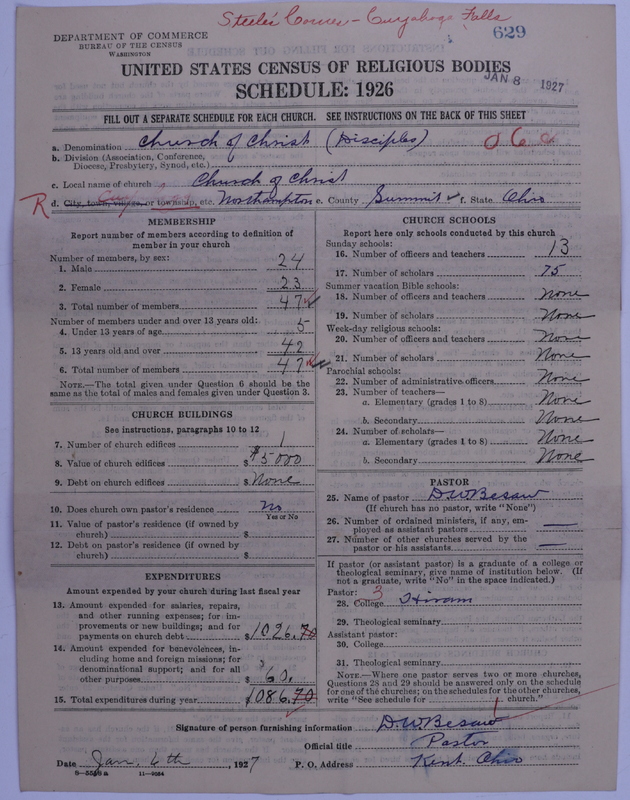 Steele's Corner - Cuyahoga Falls
629
DEPARTMENT OF COMMERCE
BUREAU OF THE CENSUS
WASHINGTON
UNITED STATES CENSUS OF RELIGIOUS BODIES
JAN 8 1927
SCHEDULE: 1926
FILL OUT A SEPARATE SCHEDULE FOR EACH CHURCH. SEE INSTRUCTIONS ON THE BACK OF THIS SHEET
a. Denomination Church of Christ (Disciples) 060
b. Division (Association, Conference,
Diocese, Presbytery, Synod, etc.)
c. Local name of church Church of Christ
R d. City, town, village, or township, etc. Northampton e. County Summit f. State Ohio
MEMBERSHIP
Report number of members according to definition of
member in your church
Number of members, by sex:
1. Male 24
2. Female 23
3. Total number of members 47
Number of members under and over 13 years old:
4. Under 13 years of age 5
5. 13 years old and over 42
6. Total number of members 47
NOTE.—The total given under Question 6 should be the
same as the total of males and females given under Question 3.
CHURCH BUILDINGS
See instructions, paragraphs 10 to 12
7. Number of church edifices 1
8. Value of church edifices $ $5000
9. Debt on church edifices $ None
10. Does church own pastor's residence No
Yes or No
11. Value of pastor's residence (if owned by
church) $
12. Debt on pastor's residence (if owned by
church) $
EXPENDITURES
Amount expended by your church during last fiscal year
13. Amount expended for salaries, repairs,
and other running expenses; for im-
provements or new buildings; and for
payments on church debt $ 1026.70
14. Amount expended for benevolences, in-
cluding home and foreign missions; for
denominational support; and for all
other purposes $ 60.
15. Total expenditures during year $1086.70
CHURCH SCHOOLS
Report here only schools conducted by this church
Sunday schools:
16. Number of officers and teachers 13
17. Number of scholars 75
Summer vacation Bible schools:
18. Number of officers and teachers None
19. Number of scholars None
Week-day religious schools:
20. Number of officers and teachers None
21. Number of scholars None
Parochial schools:
22. Number of administrative officers None
23. Number of teachers—
a. Elementary (grades 1 to 8) None
b. Secondary None
24. Number of scholars—
a. Elementary (grades 1 to 8) None
b. Secondary None
PASTOR
25. Name of pastor D W Besaw
(If church has no pastor, write "None")
26. Number of ordained ministers, if any, em-
ployed as assistant pastors —
27. Number of other churches served by the
pastor or his assistants —
If pastor (or assistant pastor) is a graduate of a college or
theological seminary, give name of institution below. (If
not a graduate, write "No" in the space indicated.)
Pastor: 3
28. College Hiram
29. Theological seminary
Assistant pastor:
30. College
31. Theological seminary
NOTE.—Where one pastor serves two or more churches,
Questions 28 and 29 should be answered only on the schedule
for one of the churches; on the schedules for the other churches,
write "See schedule for church."
Signature of person furnishing information D W Besaw
Official title Pastor
Date Jan. 6th, 1927 P. O. Address Kent, Ohio
11—9084